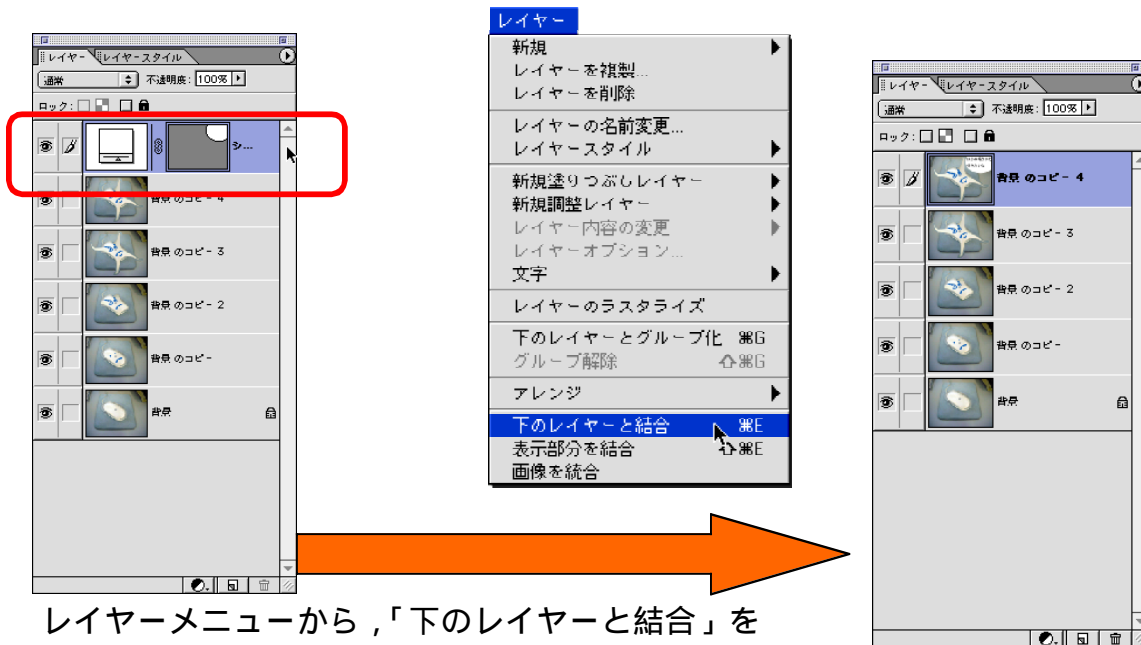 レイヤー レイヤースタイル
通常 不透明度: 100%
ロック:
シ...
背景 のコピー 4
背景 のコピー 3
背景 のコピー 2
背景 のコピー
背景
レイヤー
新規
レイヤーを複製...
レイヤーを削除
レイヤーの名前変更...
レイヤースタイル
新規塗りつぶしレイヤー
新規調整レイヤー
レイヤー内容の変更
レイヤーオプション...
文字
レイヤーのラスタライズ
下のレイヤーとグループ化 ⌘G
グループ解除 ⇧⌘G
アレンジ
下のレイヤーと結合 ⌘E
表示部分を結合 ⇧⌘E
画像を統合
レイヤー レイヤースタイル
通常 不透明度: 100%
ロック:
背景 のコピー 4
背景 のコピー 3
背景 のコピー 2
背景 のコピー
背景
レイヤーメニューから,「下のレイヤーと結合」を